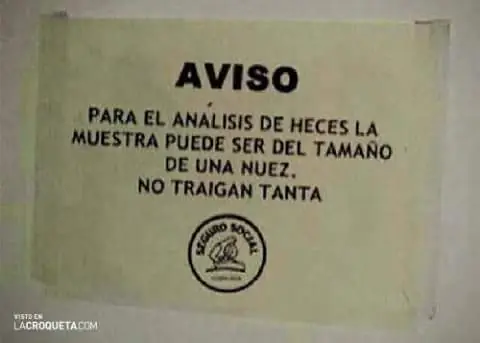 AVISO
PARA EL ANÁLISIS DE HECES LA
MUESTRA PUEDE SER DEL TAMAÑO
DE UNA NUEZ.
NO TRAIGAN TANTA
SEGURO SOCIAL
VISTO EN
LACROQUETA.COM